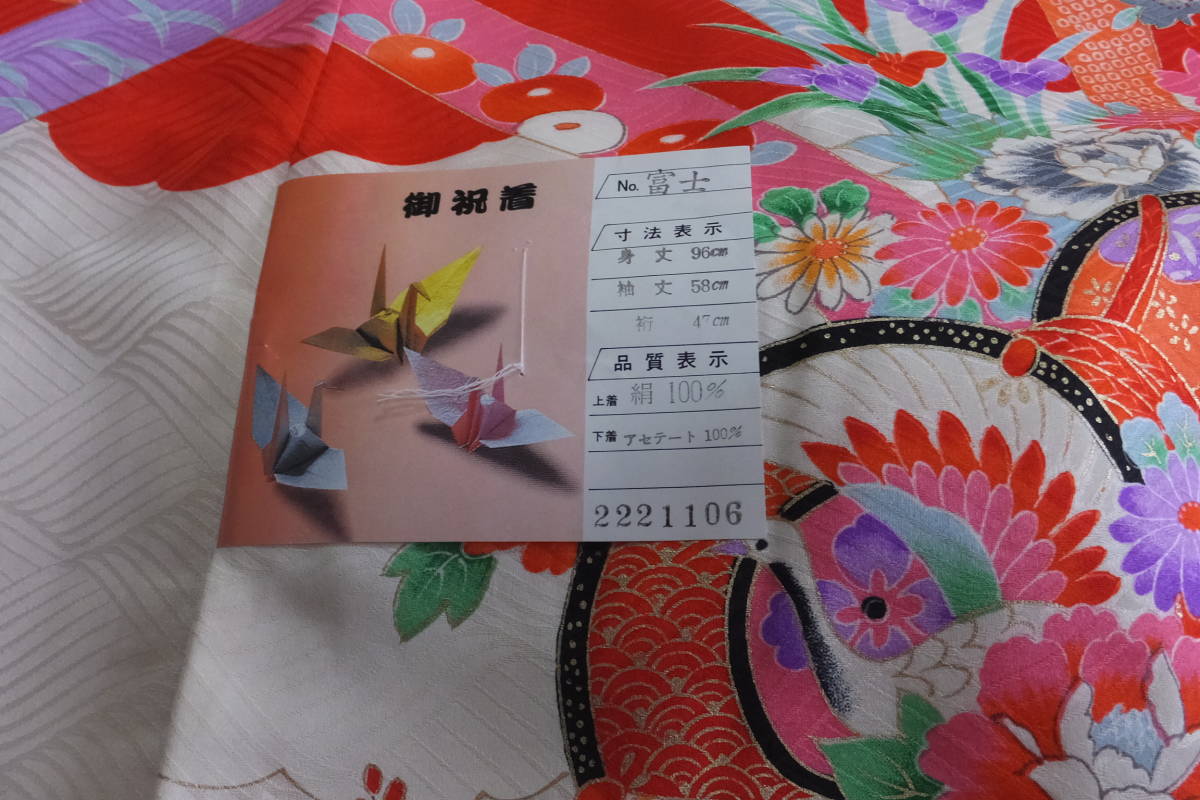 御祝着
No. 富士
寸法表示
身丈 96cm
袖丈 58cm
裄 47cm
品質表示
上着 絹 100%
下着 アセテート 100%
2221106